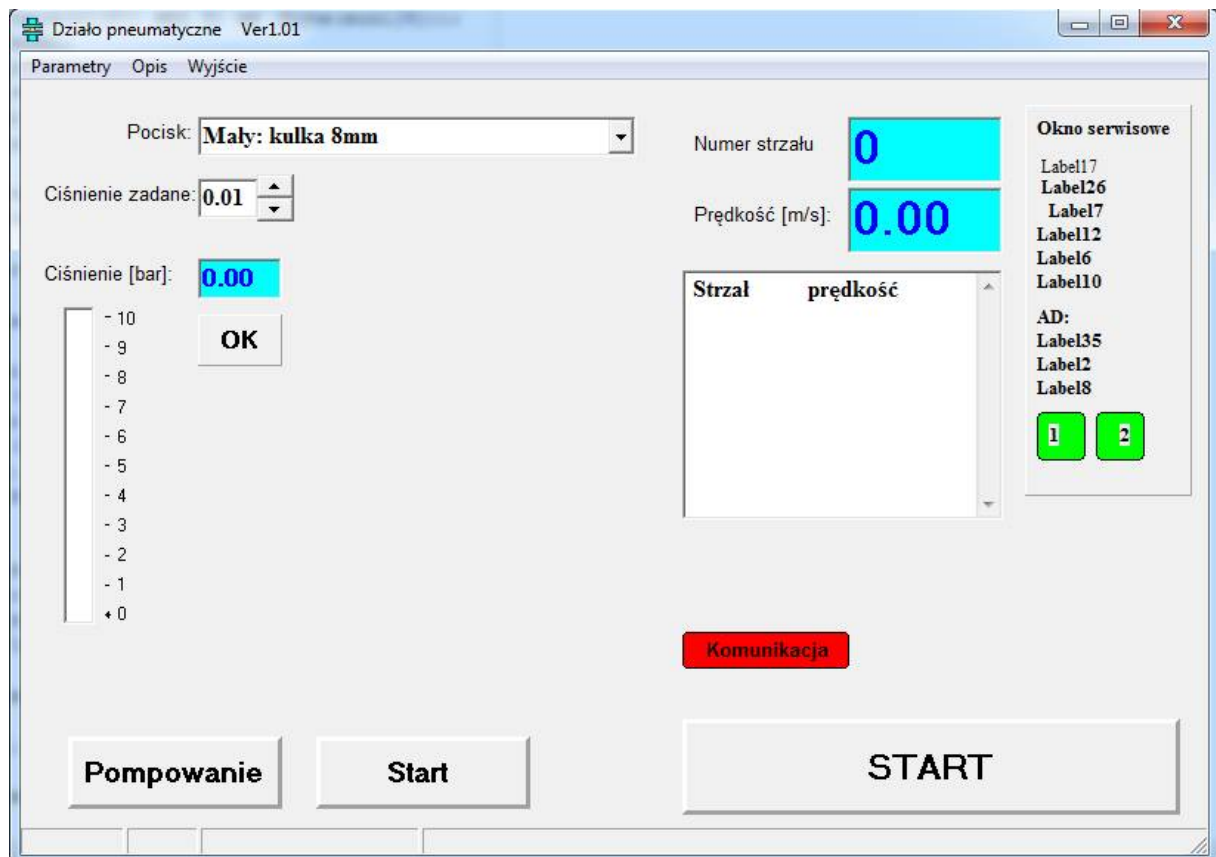 Działo pneumatyczne Ver1.01
Parametry Opis Wyjście
Pocisk: Mały: kulka 8mm
Ciśnienie zadane: 0.01
Ciśnienie [bar]: 0.00
OK
- 10
- 9
- 8
- 7
- 6
- 5
- 4
- 3
- 2
- 1
+ 0
Pompowanie
Start
Numer strzału 0
Prędkość [m/s]: 0.00
Strzał prędkość
Komunikacja
START
Okno serwisowe
Label17
Label26
Label7
Label12
Label6
Label10
AD:
Label35
Label2
Label8
1 2